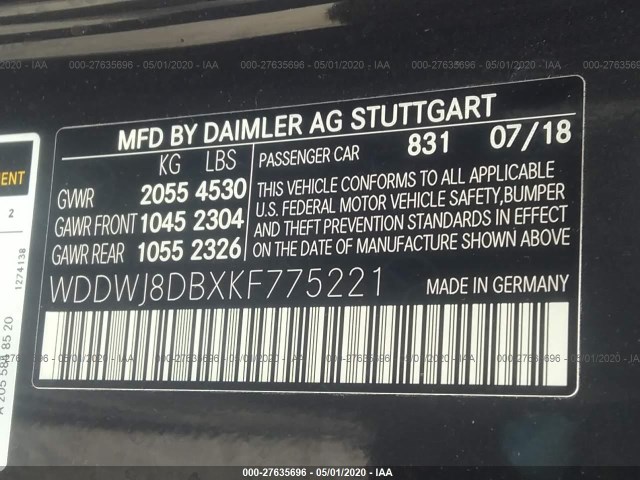 000-27635696 - 05/01/2020 - IAA
MFD BY DAIMLER AG STUTTGART
KG LBS
PASSENGER CAR 831 07/18
GVWR 2055 4530
GAWR FRONT 1045 2304
GAWR REAR 1055 2326
THIS VEHICLE CONFORMS TO ALL APPLICABLE
U.S. FEDERAL MOTOR VEHICLE SAFETY,BUMPER
AND THEFT PREVENTION STANDARDS IN EFFECT
ON THE DATE OF MANUFACTURE SHOWN ABOVE
WDDWJ8DBXKF775221 MADE IN GERMANY
2
1274138
000-27635696 - 05/01/2020 - IAA